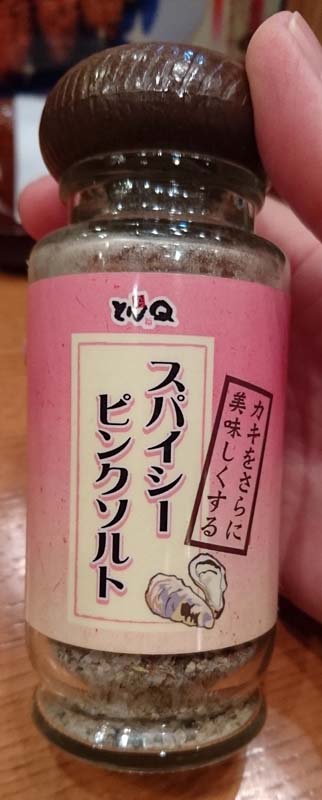 とんQ
スパイシー
ピンクソルト
カキをさらに
美味しくする